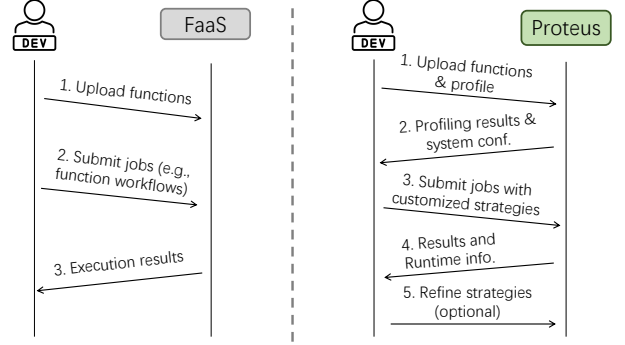 DEV
FaaS
1. Upload functions
2. Submit jobs (e.g.,
function workflows)
3. Execution results
DEV
Proteus
1. Upload functions
& profile
2. Profiling results &
system conf.
3. Submit jobs with
customized strategies
4. Results and
Runtime info.
5. Refine strategies
(optional)